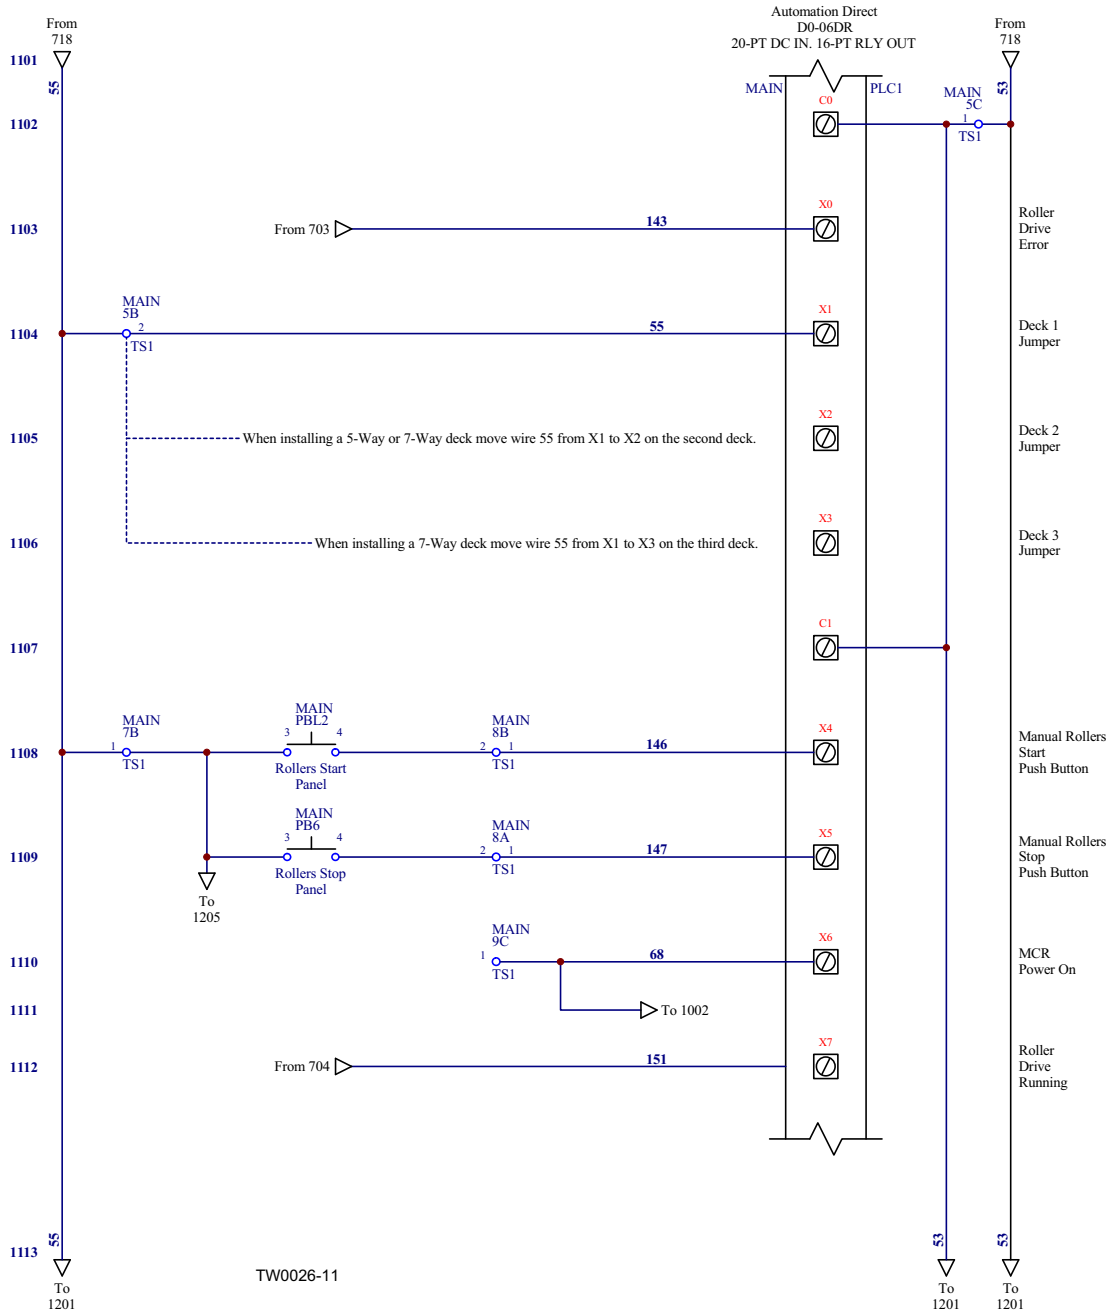 Automation Direct
D0-06DR
20-PT DC IN. 16-PT RLY OUT
From
718
From
718
1101
55
MAIN
PLC1
53
C0
MAIN
5C
1
TS1
1102
X0
1103
From 703
143
Roller
Drive
Error
MAIN
5B
2
TS1
X1
1104
55
Deck 1
Jumper
X2
1105
When installing a 5-Way or 7-Way deck move wire 55 from X1 to X2 on the second deck.
Deck 2
Jumper
X3
1106
When installing a 7-Way deck move wire 55 from X1 to X3 on the third deck.
Deck 3
Jumper
C1
1107
MAIN
7B
1
TS1
MAIN
PBL2
3 4
Rollers Start
Panel
MAIN
8B
2 1
TS1
X4
1108
146
Manual Rollers
Start
Push Button
MAIN
PB6
3 4
Rollers Stop
Panel
MAIN
8A
2 1
TS1
X5
1109
147
Manual Rollers
Stop
Push Button
To
1205
MAIN
9C
1
TS1
X6
1110
68
MCR
Power On
1111
To 1002
X7
1112
From 704
151
Roller
Drive
Running
1113
55
53
53
TW0026-11
To
1201
To
1201
To
1201